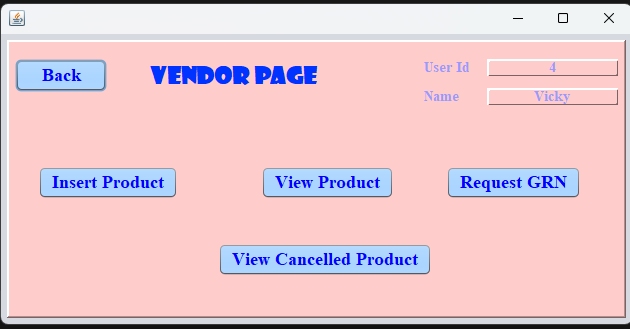 Back
VENDOR PAGE
User Id 4
Name Vicky
Insert Product
View Product
Request GRN
View Cancelled Product